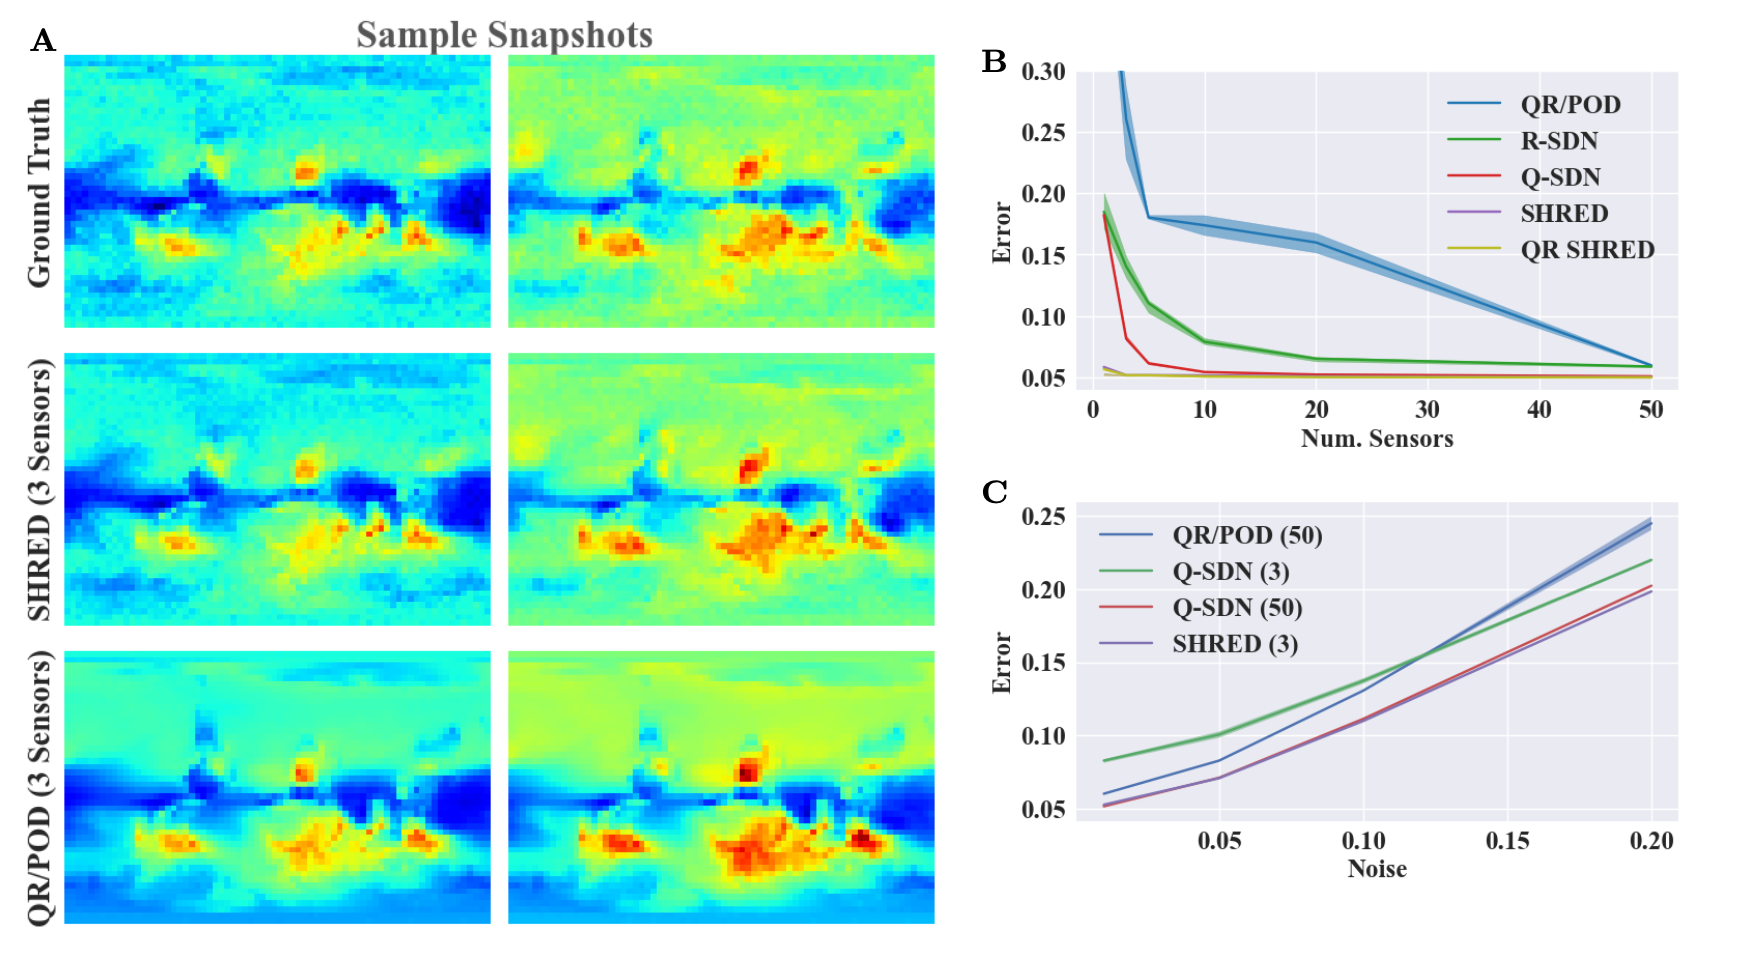 A
Sample Snapshots
Ground Truth
SHRED (3 Sensors)
QR/POD (3 Sensors)
B
0.30
0.25
0.20
0.15
0.10
0.05
Error
QR/POD
R-SDN
Q-SDN
SHRED
QR SHRED
0 10 20 30 40 50
Num. Sensors
C
0.25
0.20
0.15
0.10
0.05
Error
QR/POD (50)
Q-SDN (3)
Q-SDN (50)
SHRED (3)
0.05 0.10 0.15 0.20
Noise